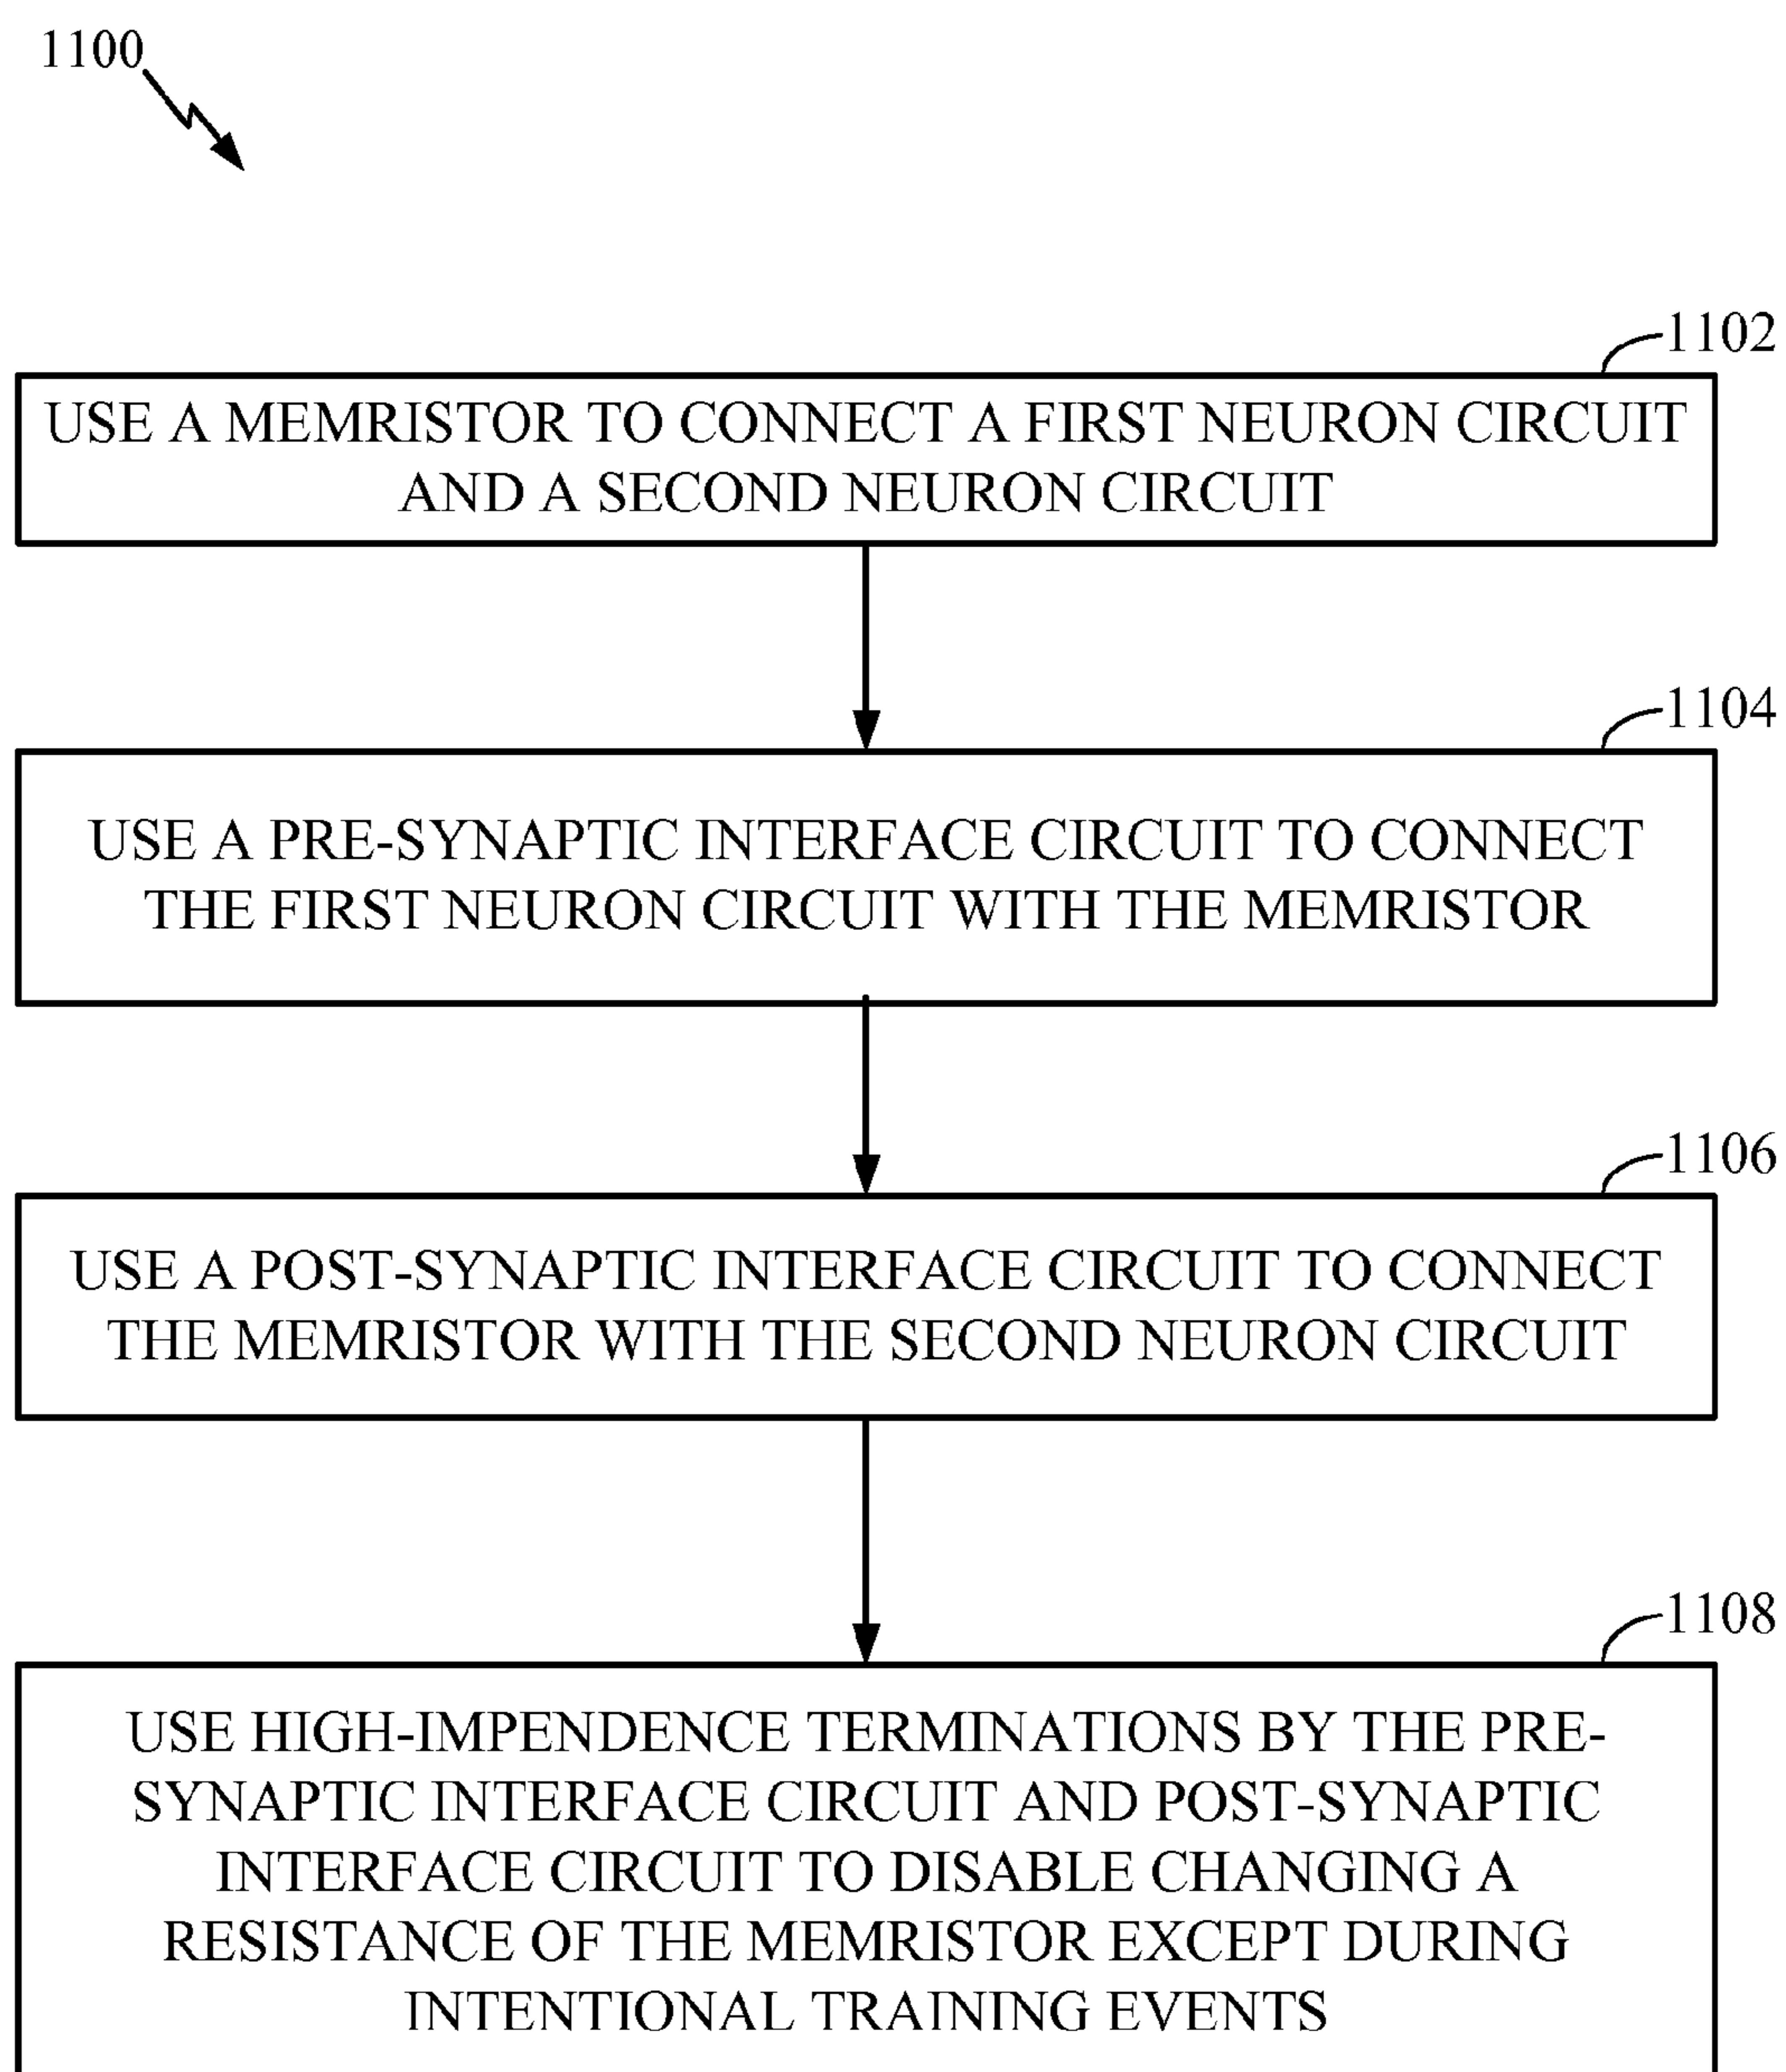 1100
1102
USE A MEMRISTOR TO CONNECT A FIRST NEURON CIRCUIT
AND A SECOND NEURON CIRCUIT
1104
USE A PRE-SYNAPTIC INTERFACE CIRCUIT TO CONNECT
THE FIRST NEURON CIRCUIT WITH THE MEMRISTOR
1106
USE A POST-SYNAPTIC INTERFACE CIRCUIT TO CONNECT
THE MEMRISTOR WITH THE SECOND NEURON CIRCUIT
1108
USE HIGH-IMPENDENCE TERMINATIONS BY THE PRE-
SYNAPTIC INTERFACE CIRCUIT AND POST-SYNAPTIC
INTERFACE CIRCUIT TO DISABLE CHANGING A
RESISTANCE OF THE MEMRISTOR EXCEPT DURING
INTENTIONAL TRAINING EVENTS